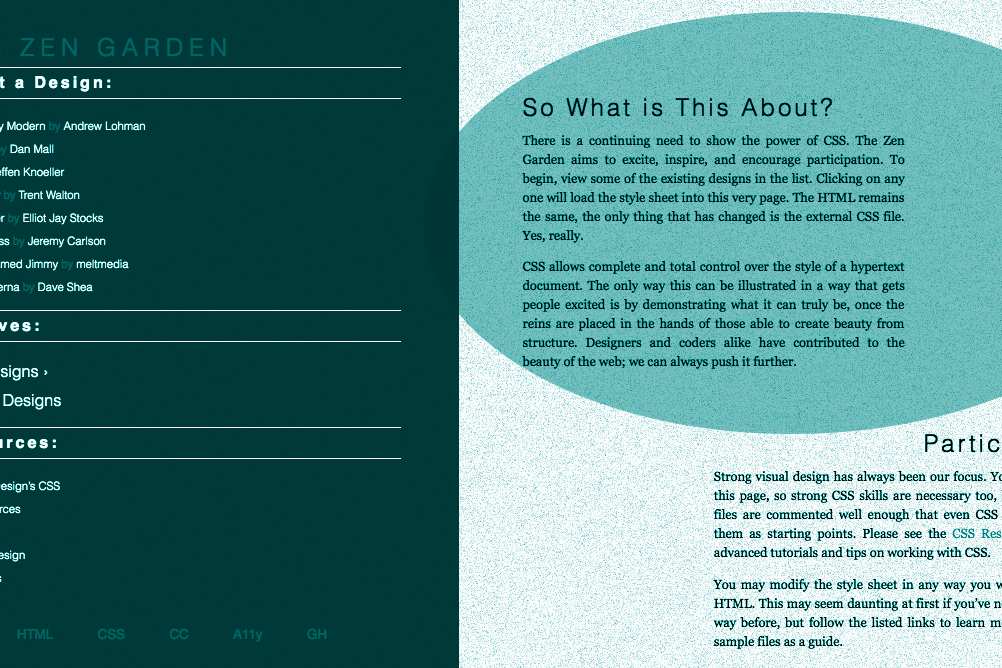 ZEN GARDEN
t a Design:
y Modern by Andrew Lohman
y Dan Mall
effen Knoeller
r by Trent Walton
er by Elliot Jay Stocks
ss by Jeremy Carlson
med Jimmy by meltmedia
erna by Dave Shea
ves:
signs ›
Designs
urces:
esign's CSS
urces
esign
s
HTML CSS CC A11y GH
So What is This About?
There is a continuing need to show the power of CSS. The Zen
Garden aims to excite, inspire, and encourage participation. To
begin, view some of the existing designs in the list. Clicking on any
one will load the style sheet into this very page. The HTML remains
the same, the only thing that has changed is the external CSS file.
Yes, really.
CSS allows complete and total control over the style of a hypertext
document. The only way this can be illustrated in a way that gets
people excited is by demonstrating what it can truly be, once the
reins are placed in the hands of those able to create beauty from
structure. Designers and coders alike have contributed to the
beauty of the web; we can always push it further.
Partic
Strong visual design has always been our focus. Yo
this page, so strong CSS skills are necessary too,
files are commented well enough that even CSS
them as starting points. Please see the CSS Res
advanced tutorials and tips on working with CSS.
You may modify the style sheet in any way you w
HTML. This may seem daunting at first if you've n
way before, but follow the listed links to learn m
sample files as a guide.